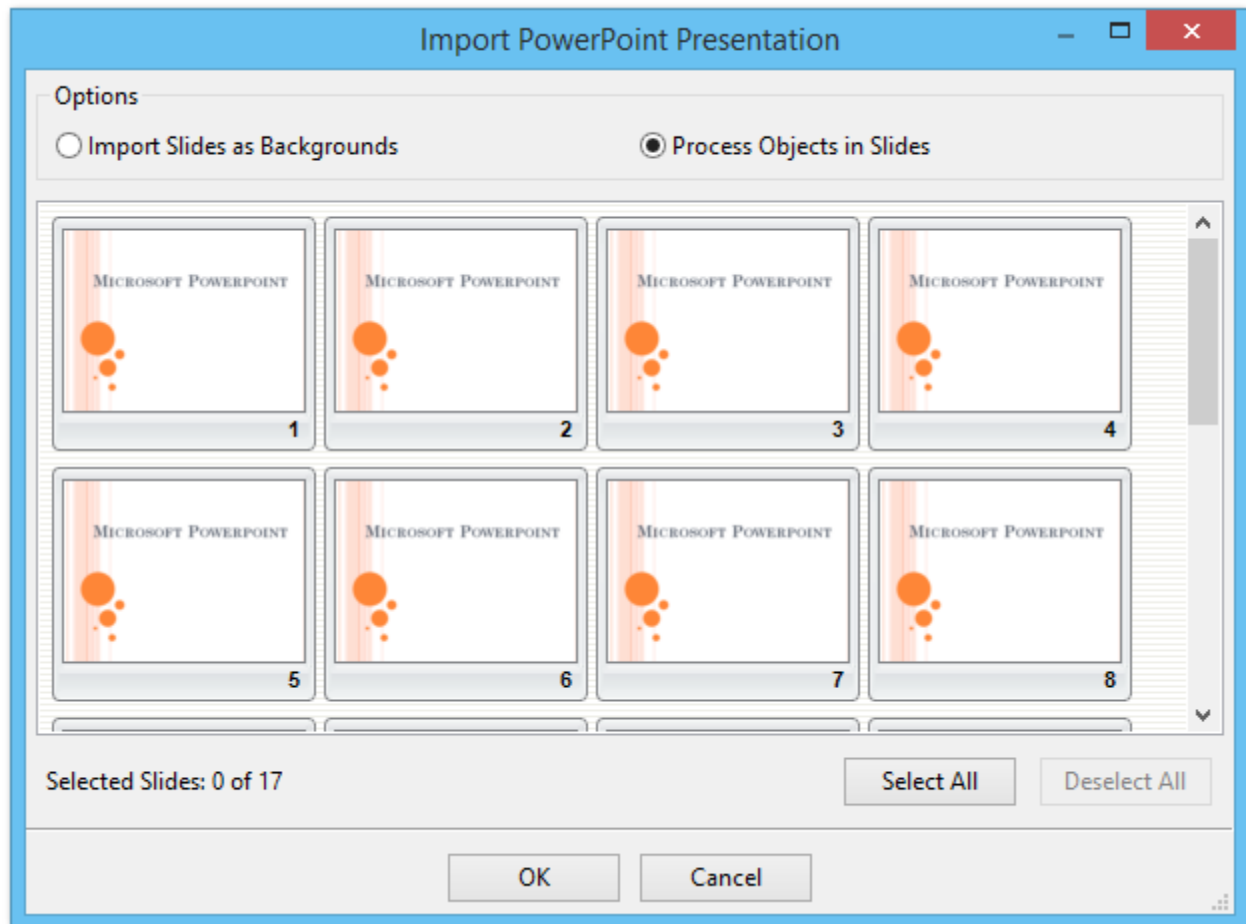 Import PowerPoint Presentation
Options
Import Slides as Backgrounds Process Objects in Slides
MICROSOFT POWERPOINT MICROSOFT POWERPOINT MICROSOFT POWERPOINT MICROSOFT POWERPOINT
1 2 3 4
MICROSOFT POWERPOINT MICROSOFT POWERPOINT MICROSOFT POWERPOINT MICROSOFT POWERPOINT
5 6 7 8
Selected Slides: 0 of 17 Select All Deselect All
OK Cancel